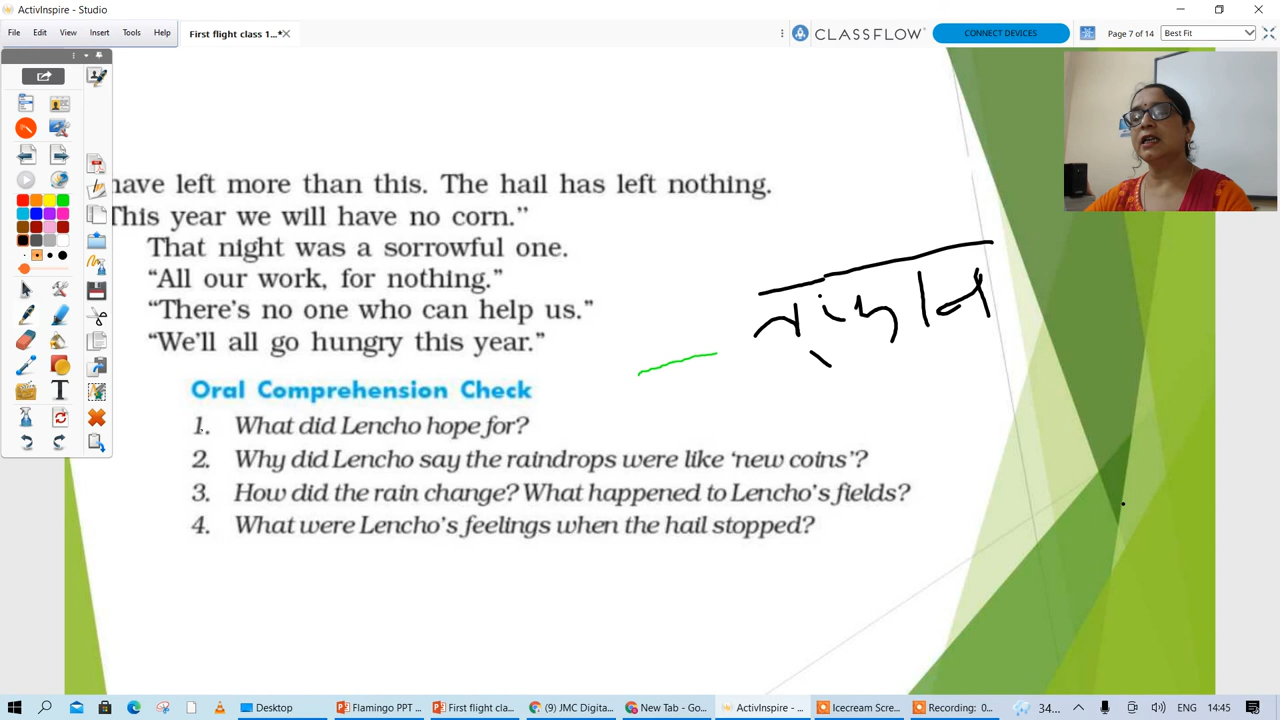 ActivInspire - Studio
File Edit View Insert Tools Help
First flight class 1...*
CLASSFLOW
CONNECT DEVICES
Page 7 of 14
Best Fit
have left more than this. The hail has left nothing.
This year we will have no corn.’’
That night was a sorrowful one.
“All our work, for nothing.”
“There’s no one who can help us.”
“We’ll all go hungry this year.”
Oral Comprehension Check
1. What did Lencho hope for?
2. Why did Lencho say the raindrops were like ‘new coins’?
3. How did the rain change? What happened to Lencho’s fields?
4. What were Lencho’s feelings when the hail stopped?
Desktop
Flamingo PPT ...
First flight cla...
(9) JMC Digita...
New Tab - Go...
ActivInspire - ...
Icecream Scre...
Recording: 0...
34...
ENG
14:45